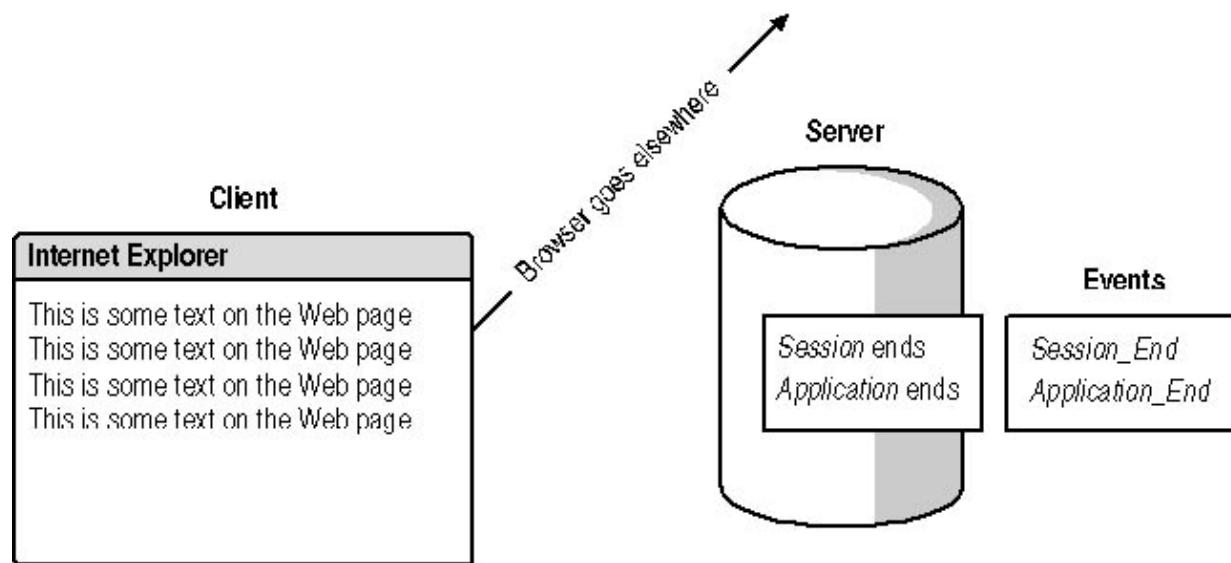 Client
Internet Explorer
This is some text on the Web page
This is some text on the Web page
This is some text on the Web page
This is some text on the Web page
Browser goes elsewhere
Server
Session ends
Application ends
Events
Session_End
Application_End